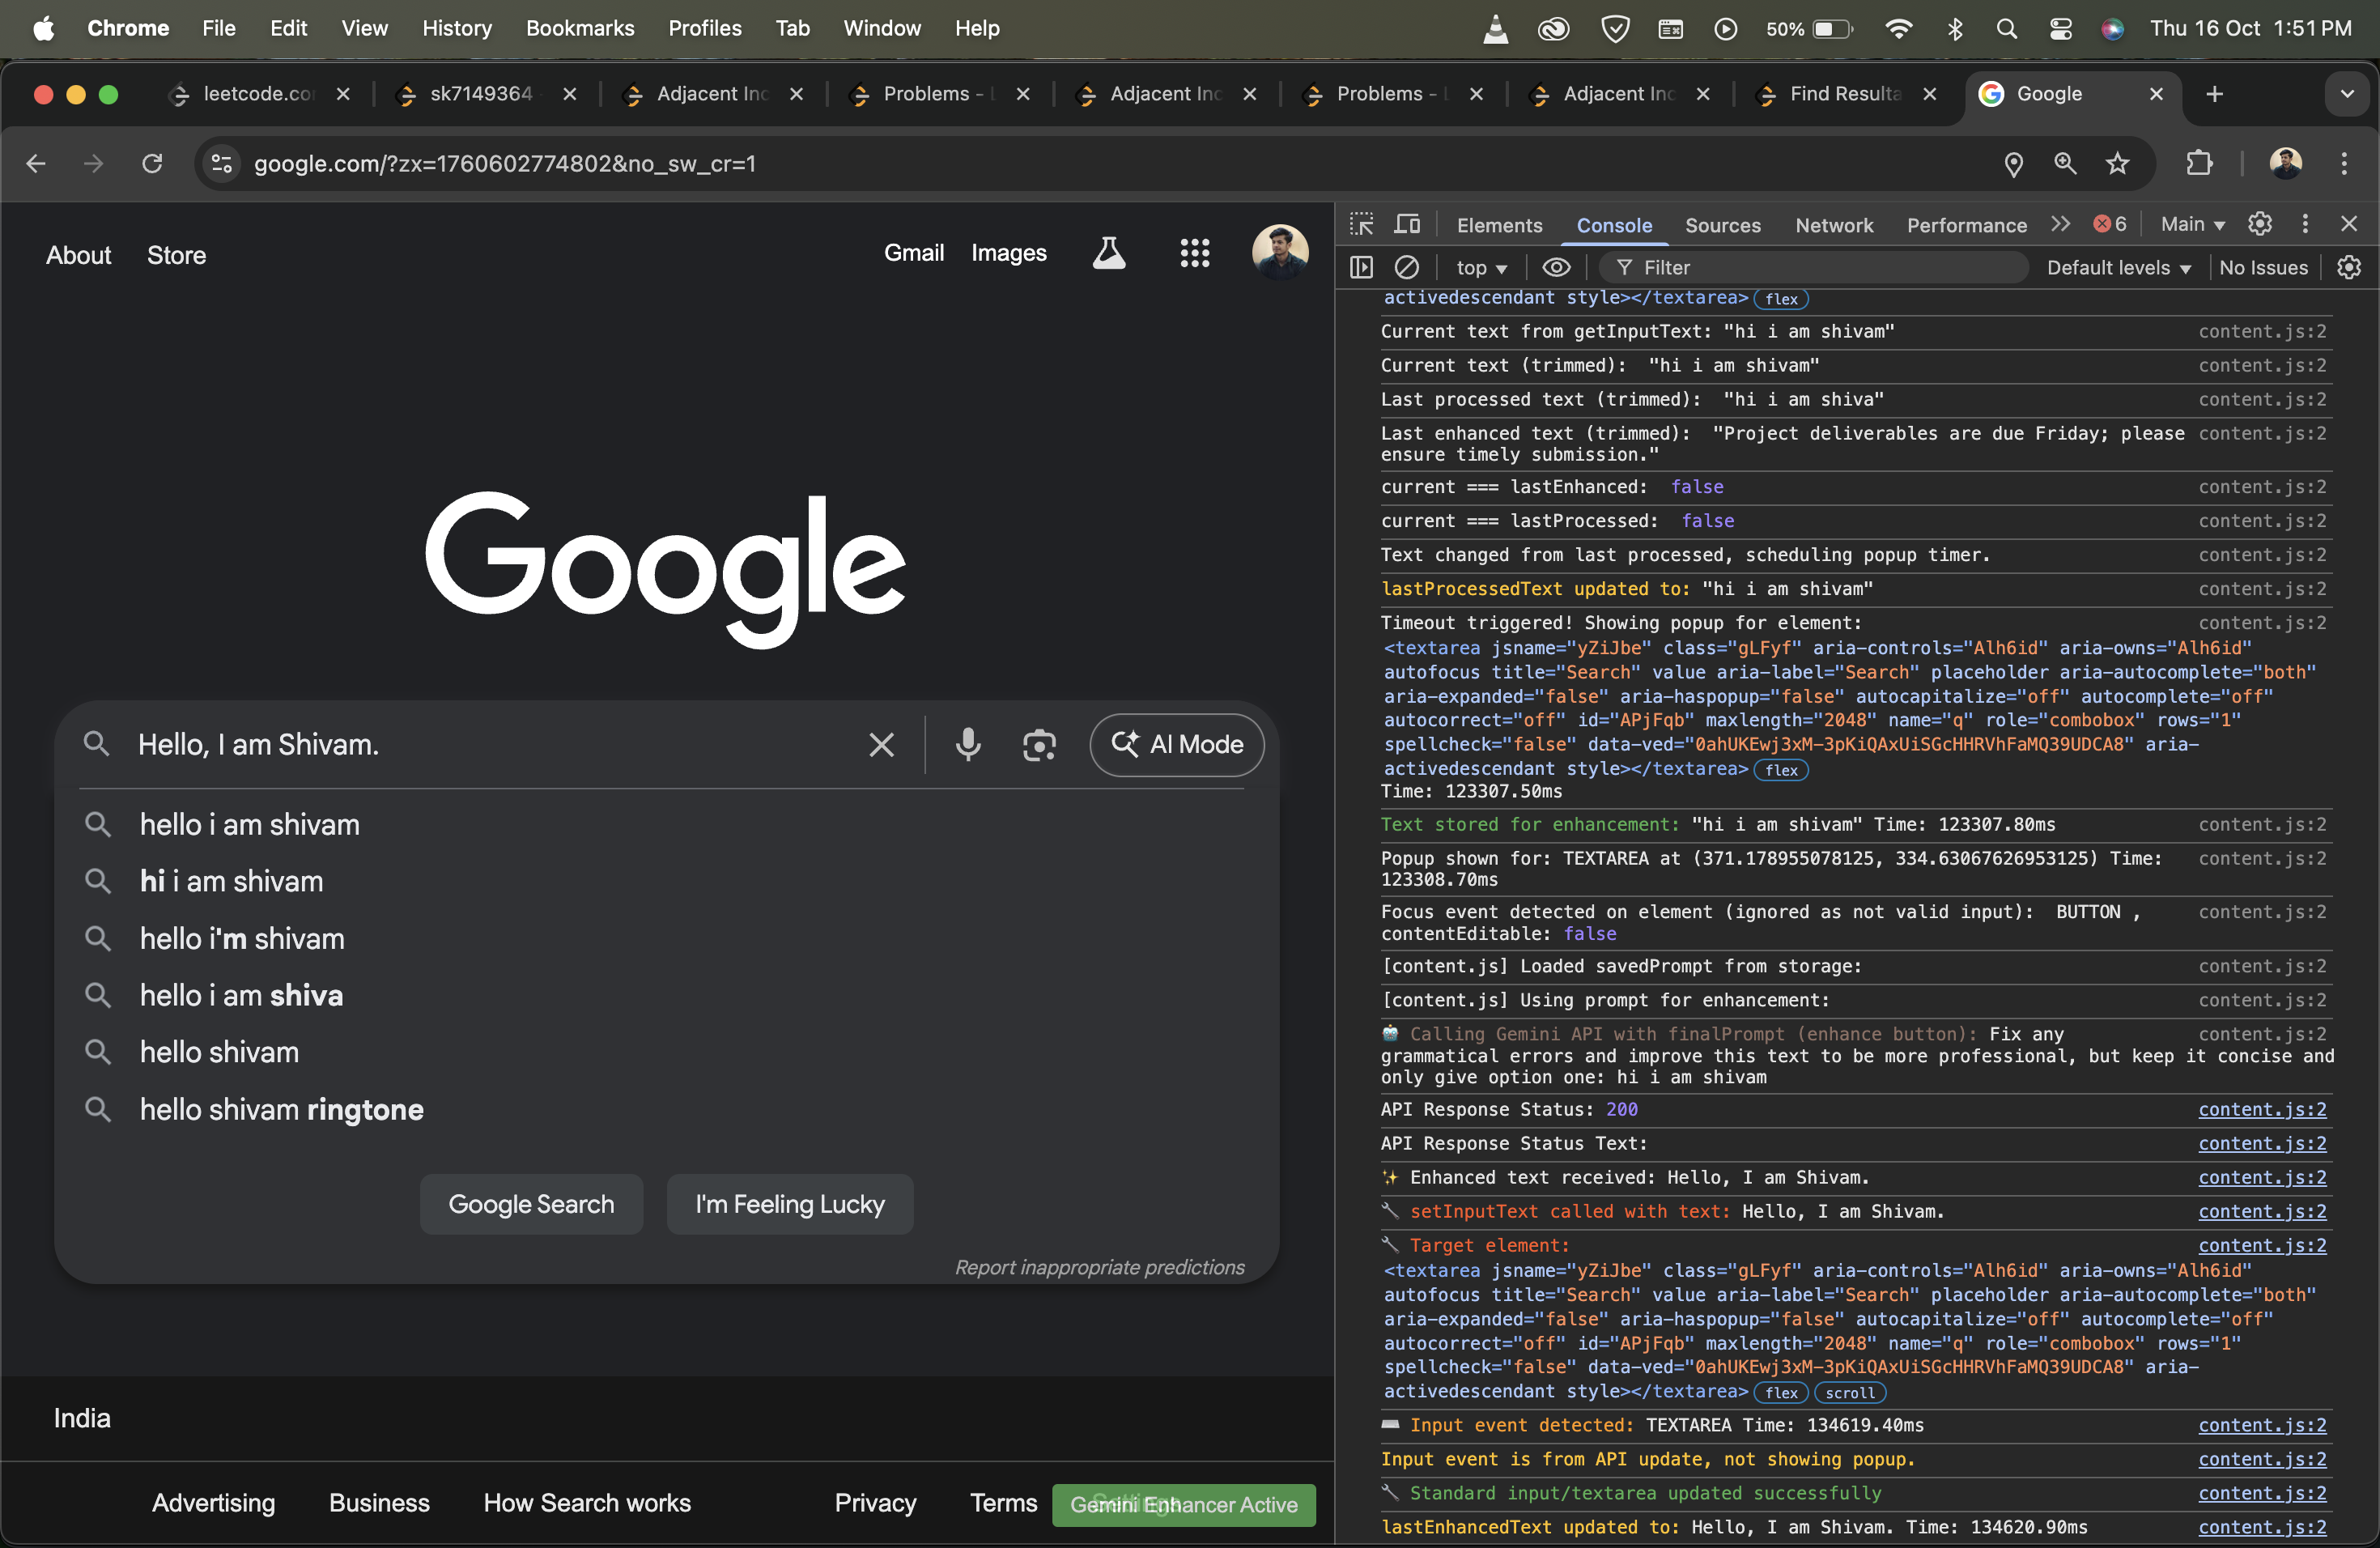 Chrome File Edit View History Bookmarks Profiles Tab Window Help 50% Thu 16 Oct 1:51 PM
leetcode.co sk7149364 Adjacent Inc Problems - L Adjacent Inc Problems - L Adjacent Inc Find Resulta Google
google.com/?zx=1760602774802&no_sw_cr=1
About Store Gmail Images
Google
Hello, I am Shivam. AI Mode
hello i am shivam
hi i am shivam
hello i'm shivam
hello i am shiva
hello shivam
hello shivam ringtone
Google Search I'm Feeling Lucky
Report inappropriate predictions
India
Advertising Business How Search works Privacy Terms
Gemini Enhancer Active
Elements Console Sources Network Performance 6 Main
top Filter Default levels No Issues
activedescendant style></textarea> flex
Current text from getInputText: "hi i am shivam" content.js:2
Current text (trimmed): "hi i am shivam" content.js:2
Last processed text (trimmed): "hi i am shiva" content.js:2
Last enhanced text (trimmed): "Project deliverables are due Friday; please content.js:2
ensure timely submission."
current === lastEnhanced: false content.js:2
current === lastProcessed: false content.js:2
Text changed from last processed, scheduling popup timer. content.js:2
lastProcessedText updated to: "hi i am shivam" content.js:2
Timeout triggered! Showing popup for element: content.js:2
<textarea jsname="yZiJbe" class="gLFyf" aria-controls="Alh6id" aria-owns="Alh6id"
autofocus title="Search" value aria-label="Search" placeholder aria-autocomplete="both"
aria-expanded="false" aria-haspopup="false" autocapitalize="off" autocomplete="off"
autocorrect="off" id="APjFqb" maxlength="2048" name="q" role="combobox" rows="1"
spellcheck="false" data-ved="0ahUKEwj3xM-3pKiQAxUiSGcHHRVhFaMQ39UDCA8" aria-
activedescendant style></textarea> flex
Time: 123307.50ms
Text stored for enhancement: "hi i am shivam" Time: 123307.80ms content.js:2
Popup shown for: TEXTAREA at (371.178955078125, 334.63067626953125) Time: content.js:2
123308.70ms
Focus event detected on element (ignored as not valid input): BUTTON , content.js:2
contentEditable: false
[content.js] Loaded savedPrompt from storage: content.js:2
[content.js] Using prompt for enhancement: content.js:2
🤖 Calling Gemini API with finalPrompt (enhance button): Fix any content.js:2
grammatical errors and improve this text to be more professional, but keep it concise and
only give option one: hi i am shivam
API Response Status: 200 content.js:2
API Response Status Text: content.js:2
✨ Enhanced text received: Hello, I am Shivam. content.js:2
🔧 setInputText called with text: Hello, I am Shivam. content.js:2
🔧 Target element: content.js:2
<textarea jsname="yZiJbe" class="gLFyf" aria-controls="Alh6id" aria-owns="Alh6id"
autofocus title="Search" value aria-label="Search" placeholder aria-autocomplete="both"
aria-expanded="false" aria-haspopup="false" autocapitalize="off" autocomplete="off"
autocorrect="off" id="APjFqb" maxlength="2048" name="q" role="combobox" rows="1"
spellcheck="false" data-ved="0ahUKEwj3xM-3pKiQAxUiSGcHHRVhFaMQ39UDCA8" aria-
activedescendant style></textarea> flex scroll
Input event detected: TEXTAREA Time: 134619.40ms content.js:2
Input event is from API update, not showing popup. content.js:2
🔧 Standard input/textarea updated successfully content.js:2
lastEnhancedText updated to: Hello, I am Shivam. Time: 134620.90ms content.js:2